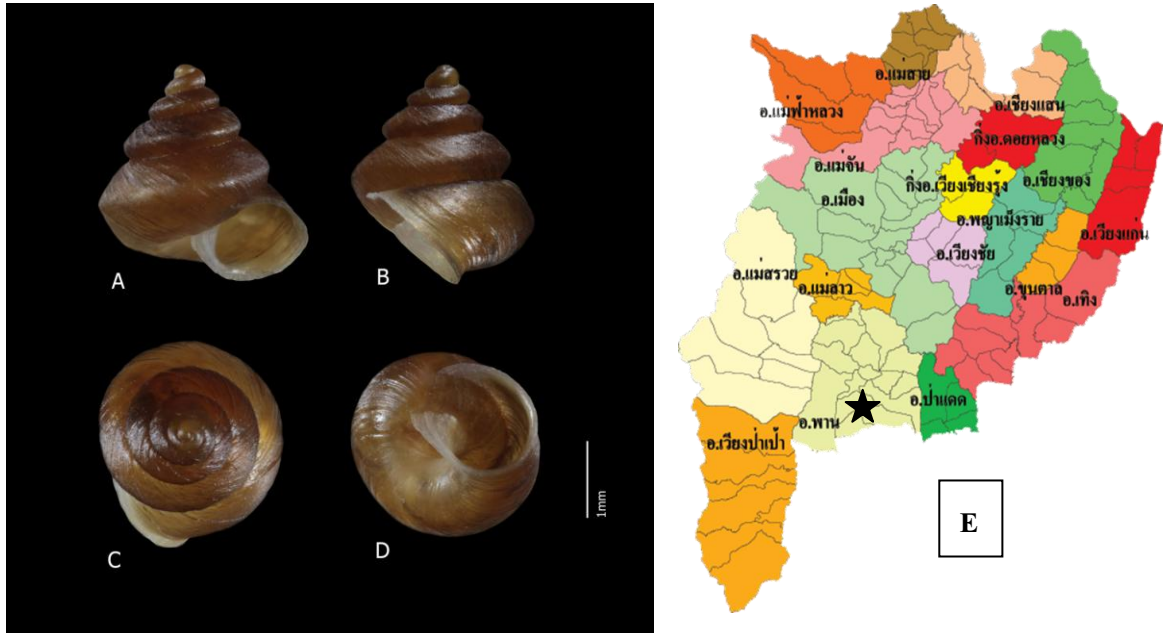 A
B
C
D
1mm
อ.แม่สาย
อ.เชียงแสน
อ.แม่ฟ้าหลวง
กิ่งอ.ดอยหลวง
อ.แม่จัน
กิ่งอ.เวียงเชียงรุ้ง
อ.เชียงของ
อ.เมือง
อ.พญาเม็งราย
อ.เวียงแก่น
อ.เวียงชัย
อ.แม่สรวย
อ.แม่ลาว
อ.ขุนตาล
อ.เทิง
อ.ป่าแดด
อ.พาน
อ.เวียงป่าเป้า
E